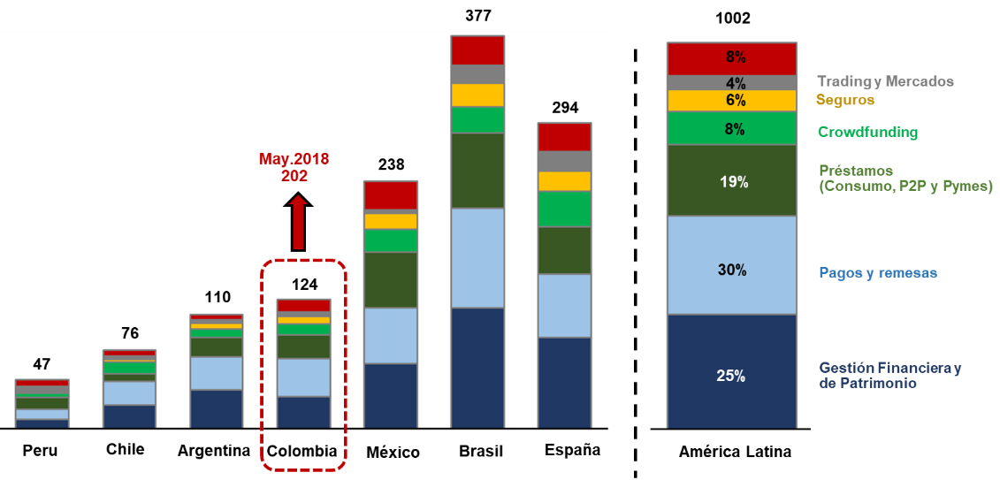 377
1002
8%
Trading y Mercados
4%
Seguros
6%
294
8%
Crowdfunding
May.2018
202
238
Préstamos
(Consumo, P2P y Pymes)
19%
30%
Pagos y remesas
124
110
76
47
Gestión Financiera y
de Patrimonio
25%
Peru
Chile
Argentina
Colombia
México
Brasil
España
América Latina